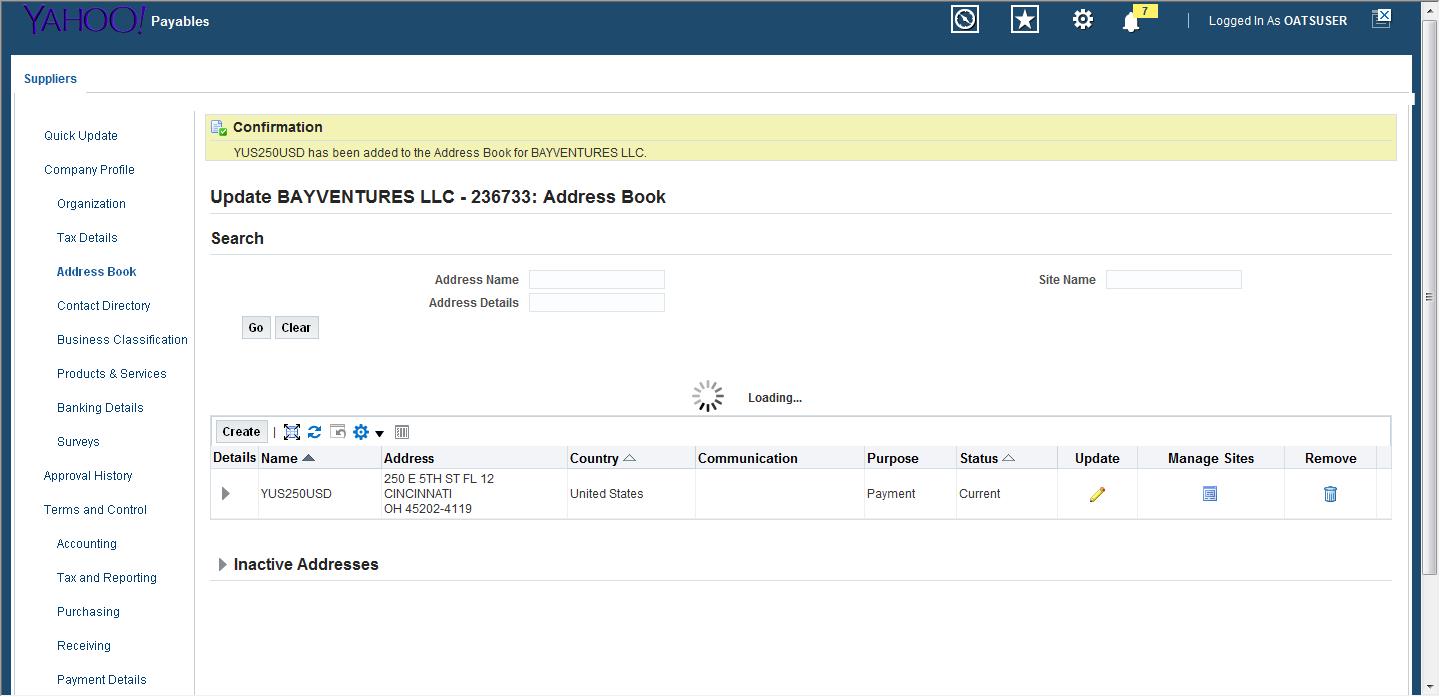 YAHOO! Payables
7
Logged In As OATSUSER
Suppliers
Quick Update
Company Profile
Organization
Tax Details
Address Book
Contact Directory
Business Classification
Products & Services
Banking Details
Surveys
Approval History
Terms and Control
Accounting
Tax and Reporting
Purchasing
Receiving
Payment Details
Confirmation
YUS250USD has been added to the Address Book for BAYVENTURES LLC.
Update BAYVENTURES LLC - 236733: Address Book
Search
Address Name
Site Name
Address Details
Go Clear
Loading...
Create |
Details Name Address Country Communication Purpose Status Update Manage Sites Remove
YUS250USD
250 E 5TH ST FL 12
CINCINNATI
OH 45202-4119
United States
Payment
Current
Inactive Addresses